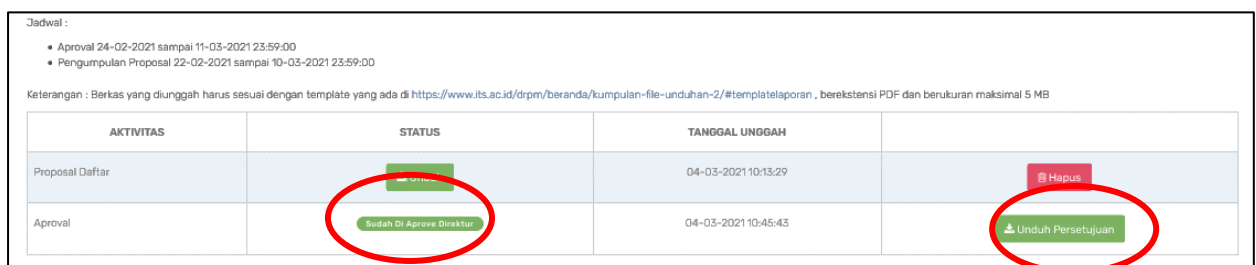 Jadwal :
• Aproval 24-02-2021 sampai 11-03-2021 23:59:00
• Pengumpulan Proposal 22-02-2021 sampai 10-03-2021 23:59:00
Keterangan : Berkas yang diunggah harus sesuai dengan template yang ada di https://www.its.ac.id/drpm/beranda/kumpulan-file-unduhan-2/#templatelaporan , berekstensi PDF dan berukuran maksimal 5 MB
AKTIVITAS STATUS TANGGAL UNGGAH
Proposal Daftar 04-03-2021 10:13:29 Hapus
Aproval Sudah Di Aprove Direktur 04-03-2021 10:45:43 Unduh Persetujuan